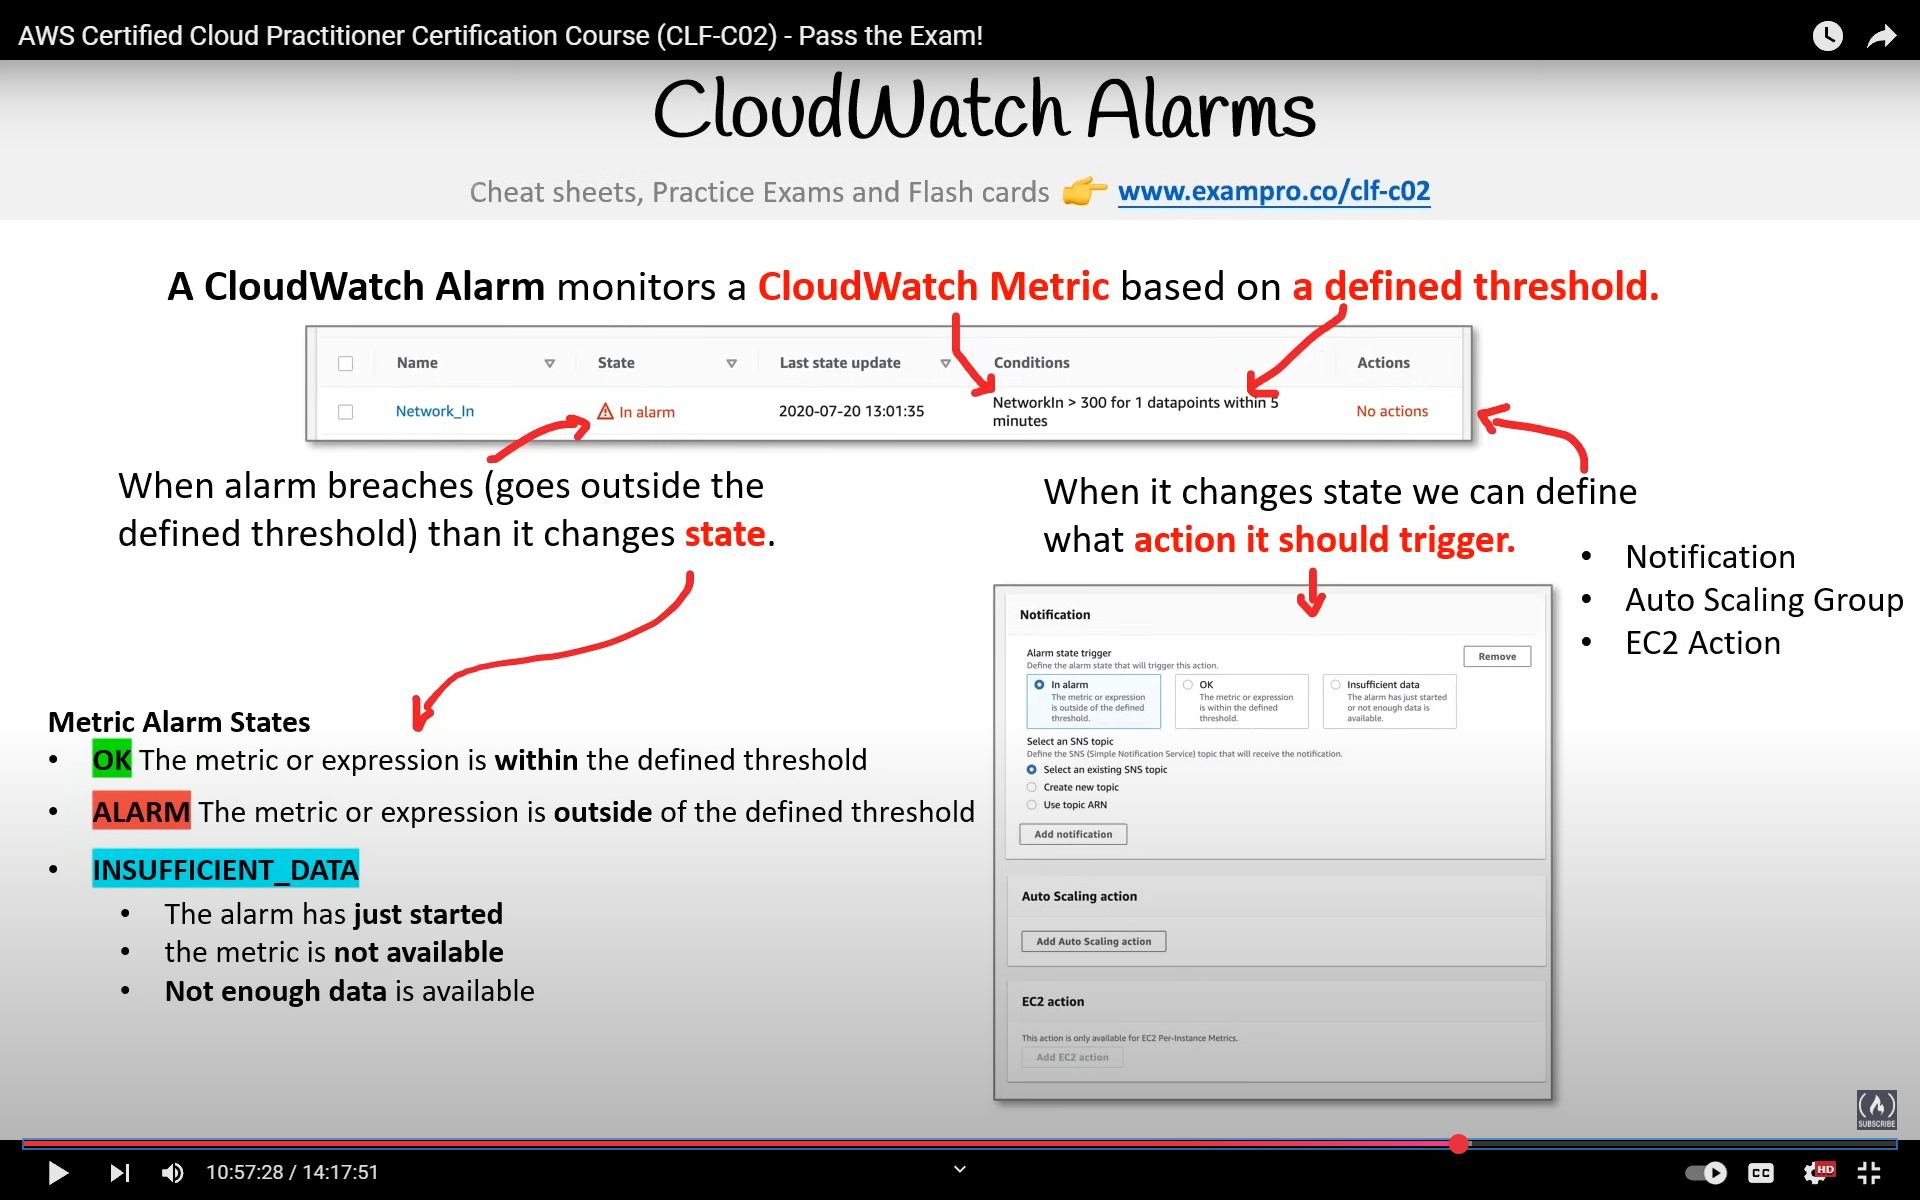 AWS Certified Cloud Practitioner Certification Course (CLF-C02) - Pass the Exam!
CloudWatch Alarms
Cheat sheets, Practice Exams and Flash cards 👉 www.exampro.co/clf-c02
A CloudWatch Alarm monitors a CloudWatch Metric based on a defined threshold.
Name State Last state update Conditions Actions
Network_In In alarm 2020-07-20 13:01:35 NetworkIn > 300 for 1 datapoints within 5
minutes
No actions
When alarm breaches (goes outside the
defined threshold) than it changes state.
When it changes state we can define
what action it should trigger.
• Notification
• Auto Scaling Group
• EC2 Action
Metric Alarm States
• OK The metric or expression is within the defined threshold
• ALARM The metric or expression is outside of the defined threshold
• INSUFFICIENT_DATA
• The alarm has just started
• the metric is not available
• Not enough data is available
Notification
Alarm state trigger
Define the alarm state that will trigger this action.
Remove
In alarm
The metric or expression
is outside of the defined
threshold.
OK
The metric or expression
is within the defined
threshold.
Insufficient data
The alarm has just started
or not enough data is
available.
Select an SNS topic
Define the SNS (Simple Notification Service) topic that will receive the notification.
Select an existing SNS topic
Create new topic
Use topic ARN
Add notification
Auto Scaling action
Add Auto Scaling action
EC2 action
This action is only available for EC2 Per-Instance Metrics.
Add EC2 action
SUBSCRIBE
10:57:28 / 14:17:51
CC
HD